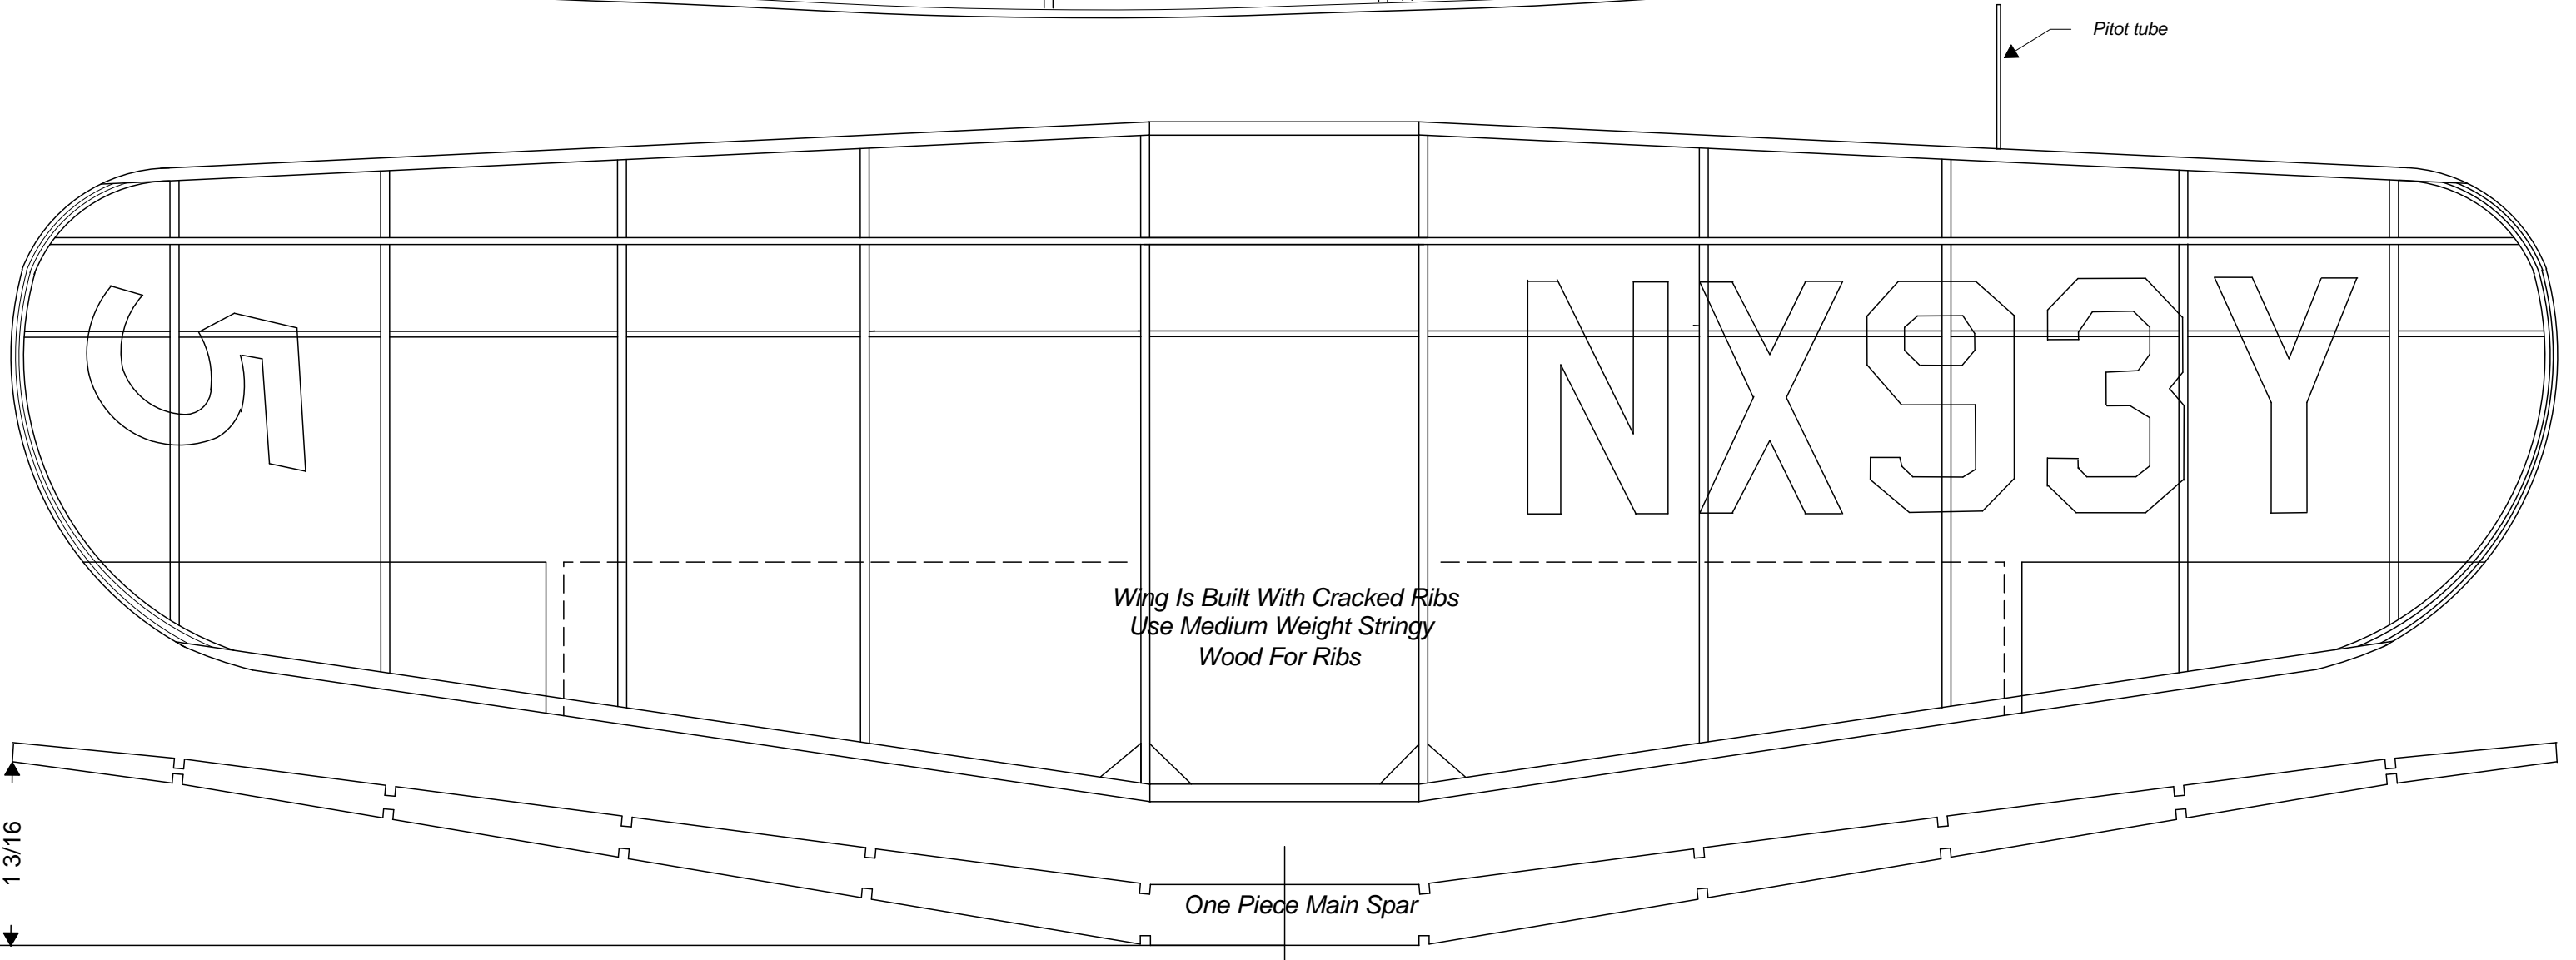 Pitot tube
5
NX93Y
Wing Is Built With Cracked Ribs
Use Medium Weight Stringy
Wood For Ribs
1 3/16
One Piece Main Spar